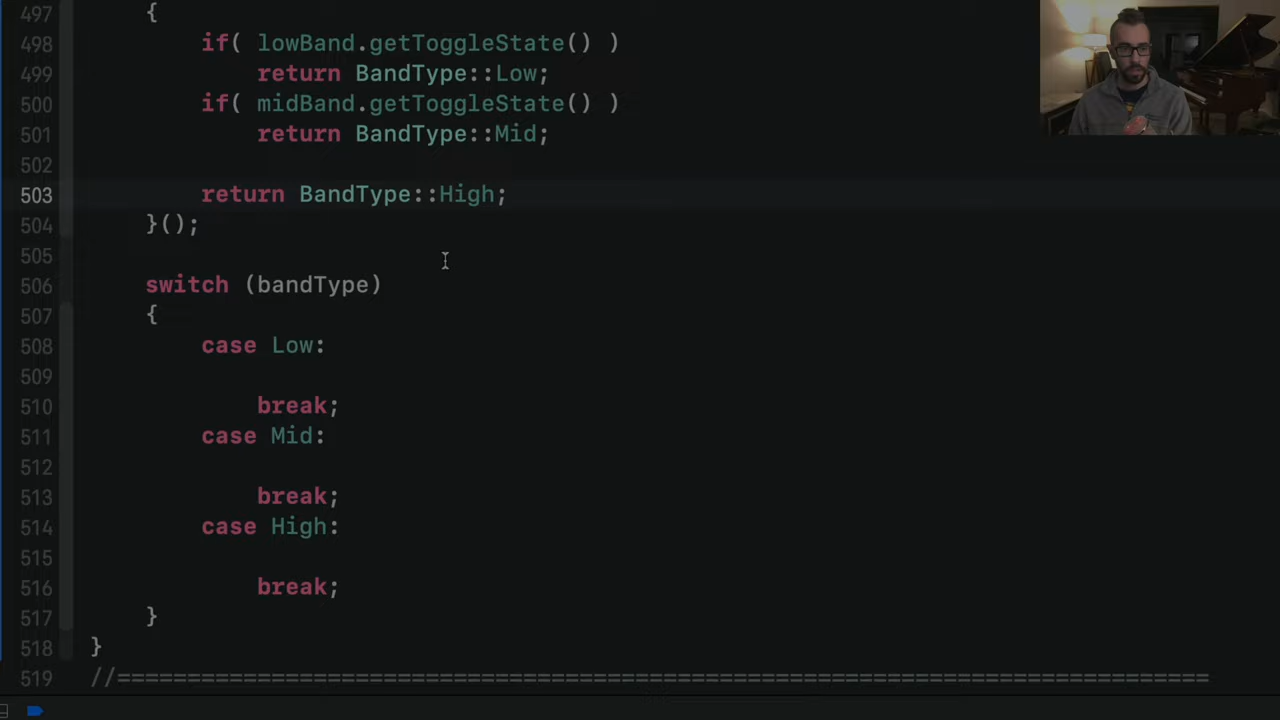 497 {
498 if( lowBand.getToggleState() )
499 return BandType::Low;
500 if( midBand.getToggleState() )
501 return BandType::Mid;
502
503 return BandType::High;
504 }();
505
506 switch (bandType)
507 {
508 case Low:
509
510 break;
511 case Mid:
512
513 break;
514 case High:
515
516 break;
517 }
518 }
519 //==============================================================================